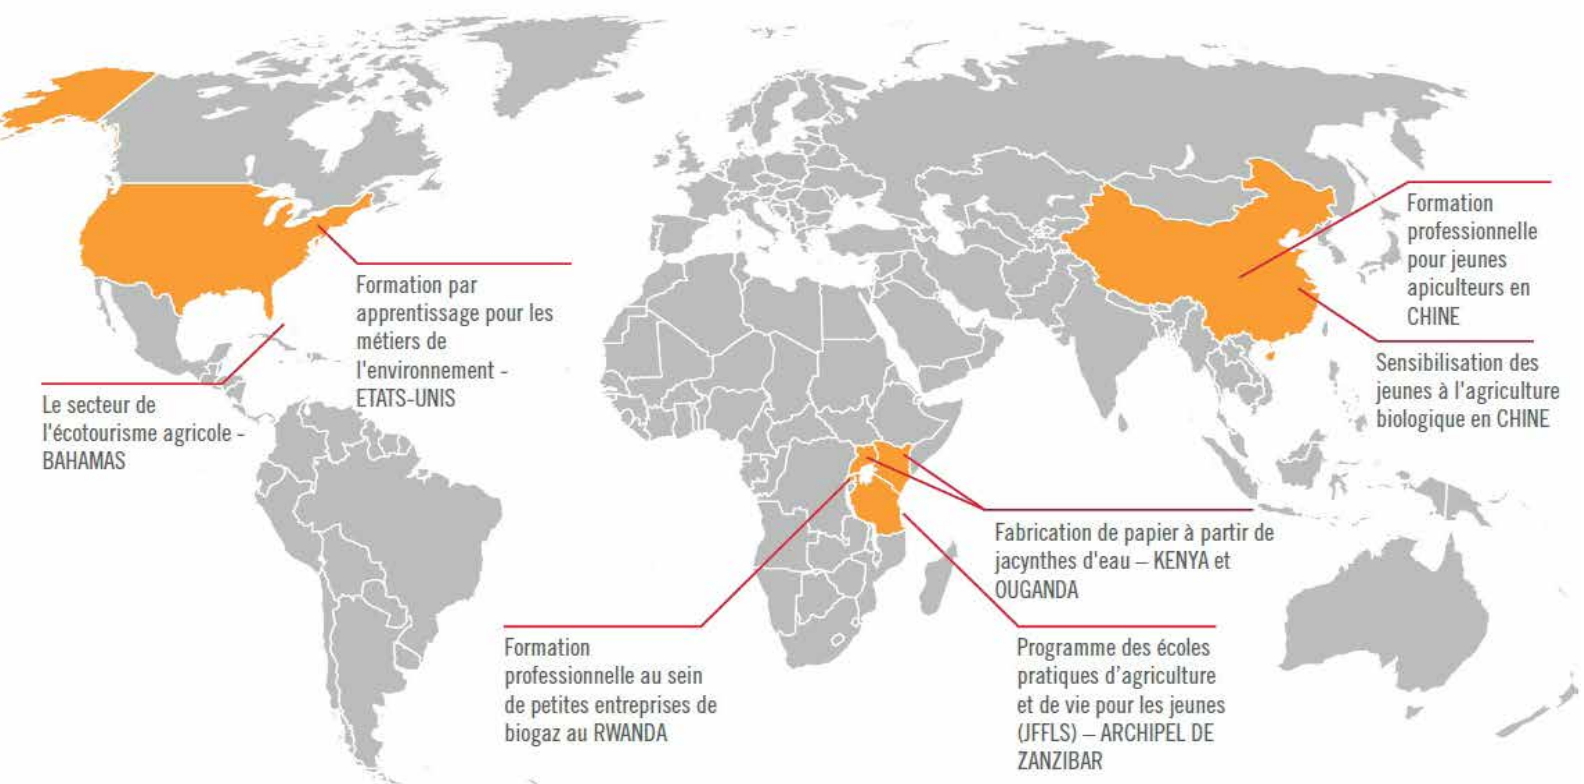 Formation par
apprentissage pour les
métiers de
l'environnement -
ETATS-UNIS
Le secteur de
l'écotourisme agricole -
BAHAMAS
Formation
professionnelle
pour jeunes
apiculteurs en
CHINE
Sensibilisation des
jeunes à l'agriculture
biologique en CHINE
Fabrication de papier à partir de
jacynthes d'eau – KENYA et
OUGANDA
Formation
professionnelle au sein
de petites entreprises de
biogaz au RWANDA
Programme des écoles
pratiques d’agriculture
et de vie pour les jeunes
(JFFLS) – ARCHIPEL DE
ZANZIBAR